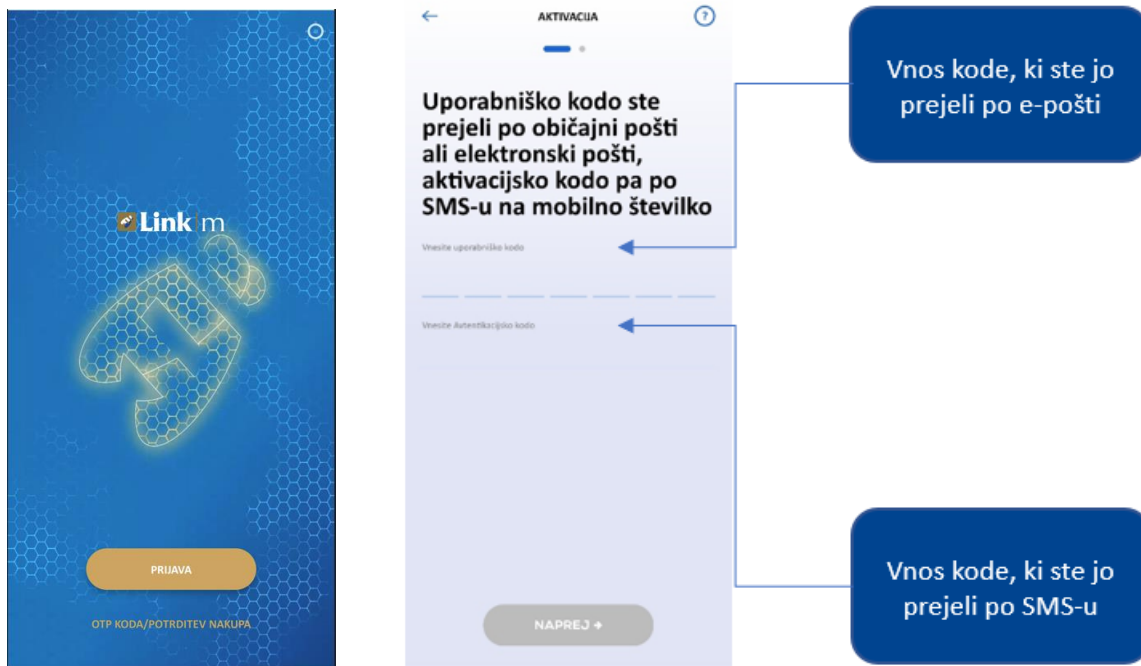 Link m
PRIJAVA
OTP KODA/POTRDITEV NAKUPA
AKTIVACIJA
?
Uporabniško kodo ste
prejeli po običajni pošti
ali elektronski pošti,
aktivacijsko kodo pa po
SMS-u na mobilno številko
Vnesite uporabniško kodo
Vnesite Avtentikacijsko kodo
NAPREJ →
Vnos kode, ki ste jo
prejeli po e-pošti
Vnos kode, ki ste jo
prejeli po SMS-u